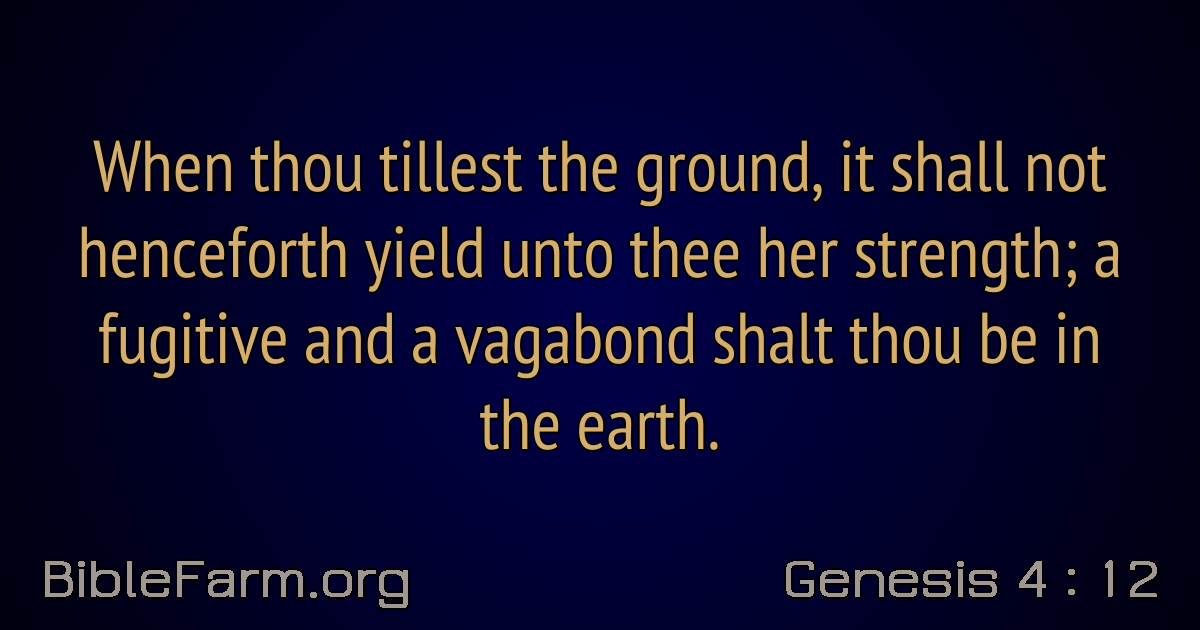 When thou tillest the ground, it shall not
henceforth yield unto thee her strength; a
fugitive and a vagabond shalt thou be in
the earth.
BibleFarm.org
Genesis 4 : 12